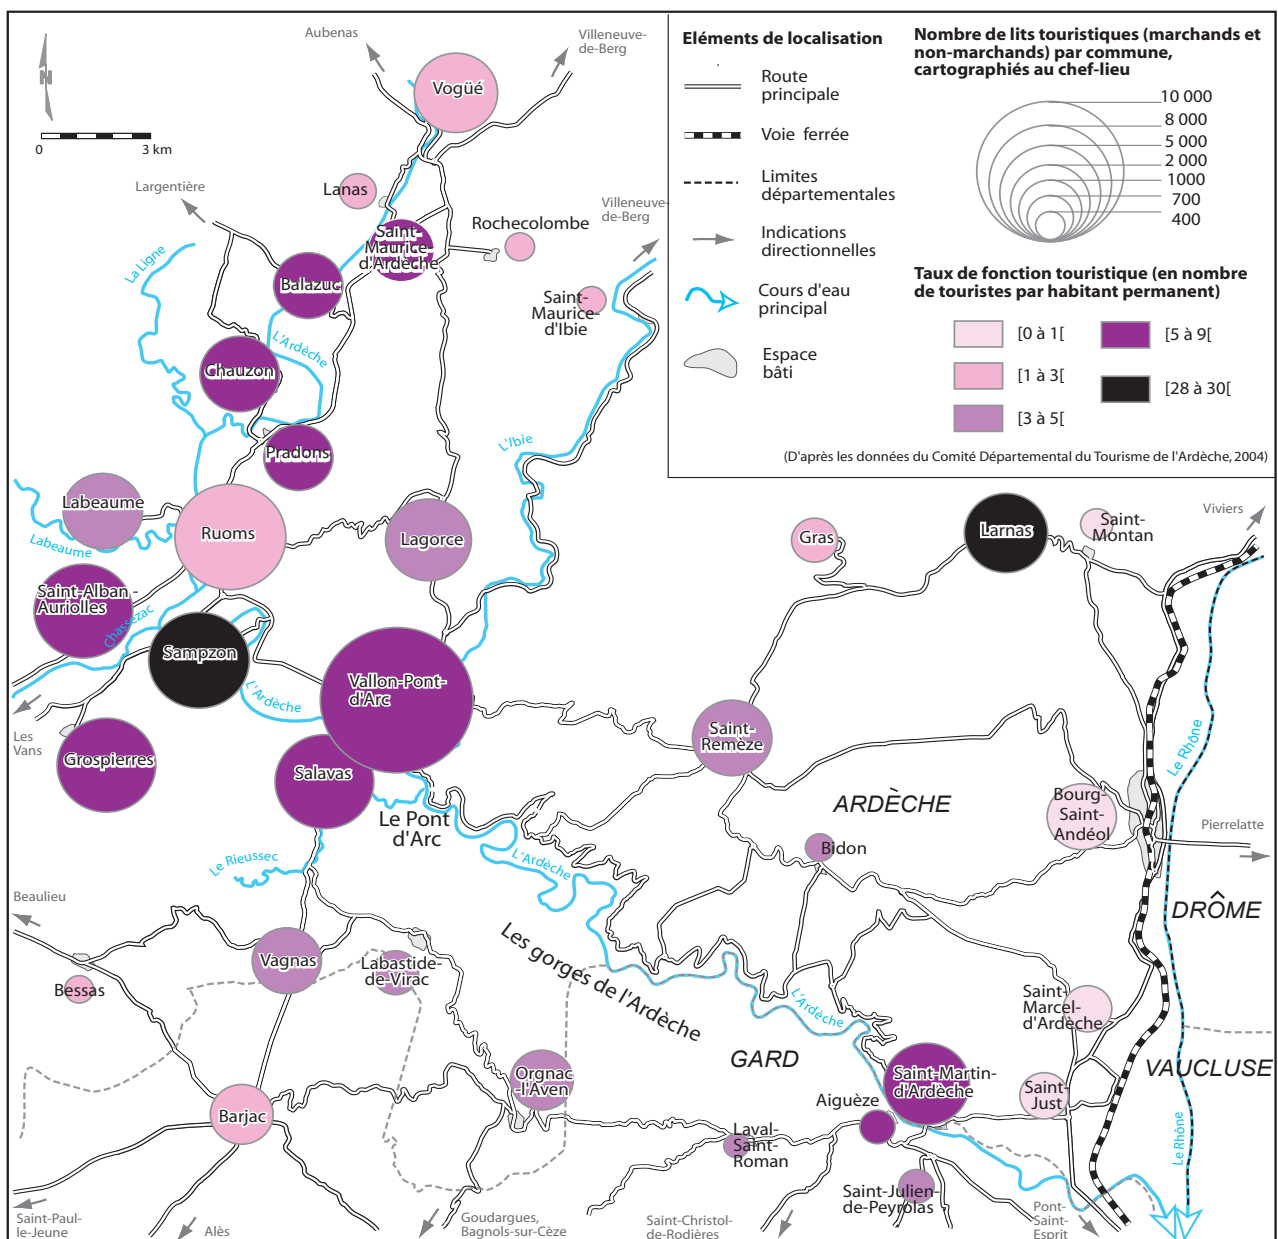 Aubenas
Villeneuve-
de-Berg
N
0
3 km
Vogüé
Largentière
Lanas
Saint-
Maurice-
d'Ardèche
Rochecolombe
Villeneuve-
de-Berg
La Ligne
Balazuc
Saint-
Maurice-
d'Ibie
L'Ardèche
Chauzon
Pradons
L'Ibie
Labeaume
Ruoms
Lagorce
Labeaume
Saint-Alban -
Auriolles
Chassezac
Sampzon
Vallon-Pont-
d'Arc
L'Ardèche
Les
Vans
Grospierres
Salavas
Le Pont
d'Arc
Le Rieussec
L'Ardèche
Eléments de localisation
Route
principale
Voie ferrée
Limites
départementales
Indications
directionnelles
Cours d'eau
principal
Espace
bâti
Nombre de lits touristiques (marchands et
non-marchands) par commune,
cartographiés au chef-lieu
10 000
8 000
5 000
2 000
1000
700
400
Taux de fonction touristique (en nombre
de touristes par habitant permanent)
[0 à 1[
[1 à 3[
[3 à 5[
[5 à 9[
[28 à 30[
(D'après les données du Comité Départemental du Tourisme de l'Ardèche, 2004)
Gras
Larnas
Saint-
Montan
Viviers
Saint-
Remèze
Le Rhône
ARDÈCHE
Bourg-
Saint-
Andéol
Bidon
Pierrelatte
DRÔME
Beaulieu
Vagnas
Labastide-
de-Virac
Bessas
Les gorges de l'Ardèche
L'Ardèche
Saint-
Marcel-
d'Ardèche
GARD
VAUCLUSE
Orgnac
-l'Aven
Saint-Martin-
d'Ardèche
Saint-
Just
Aiguèze
Barjac
Laval-
Saint-
Roman
Le Rhône
Saint-Julien-
de-Peyrolas
Saint-Paul-
le-Jeune
Alès
Goudargues,
Bagnols-sur-Cèze
Saint-Christol-
de-Rodières
Pont-
Saint-
Esprit